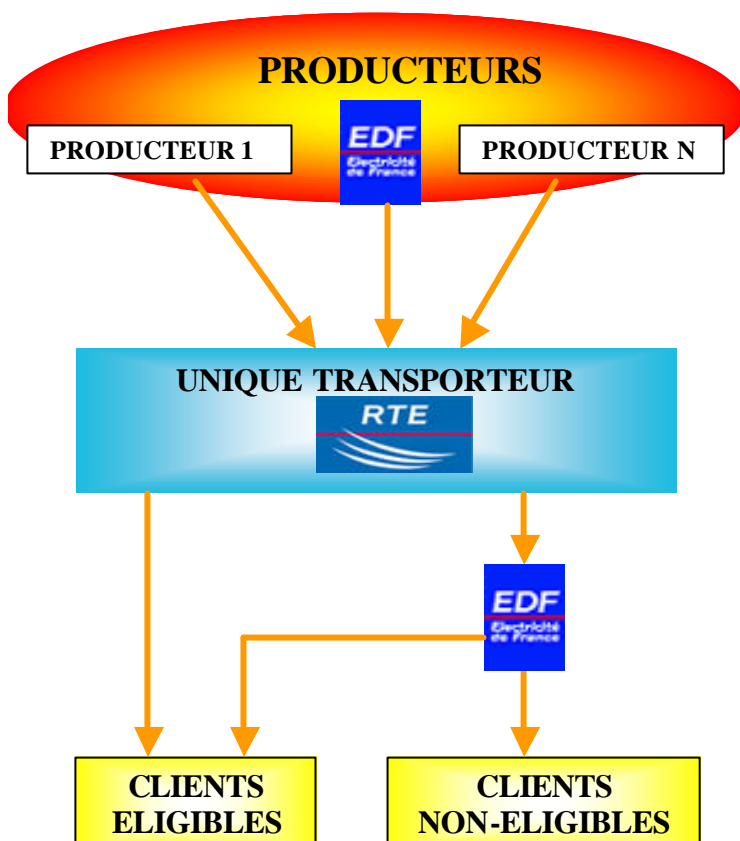 PRODUCTEURS
PRODUCTEUR 1
EDF
Electricité
de France
PRODUCTEUR N
UNIQUE TRANSPORTEUR
RTE
EDF
Electricité
de France
CLIENTS
ELIGIBLES
CLIENTS
NON-ELIGIBLES